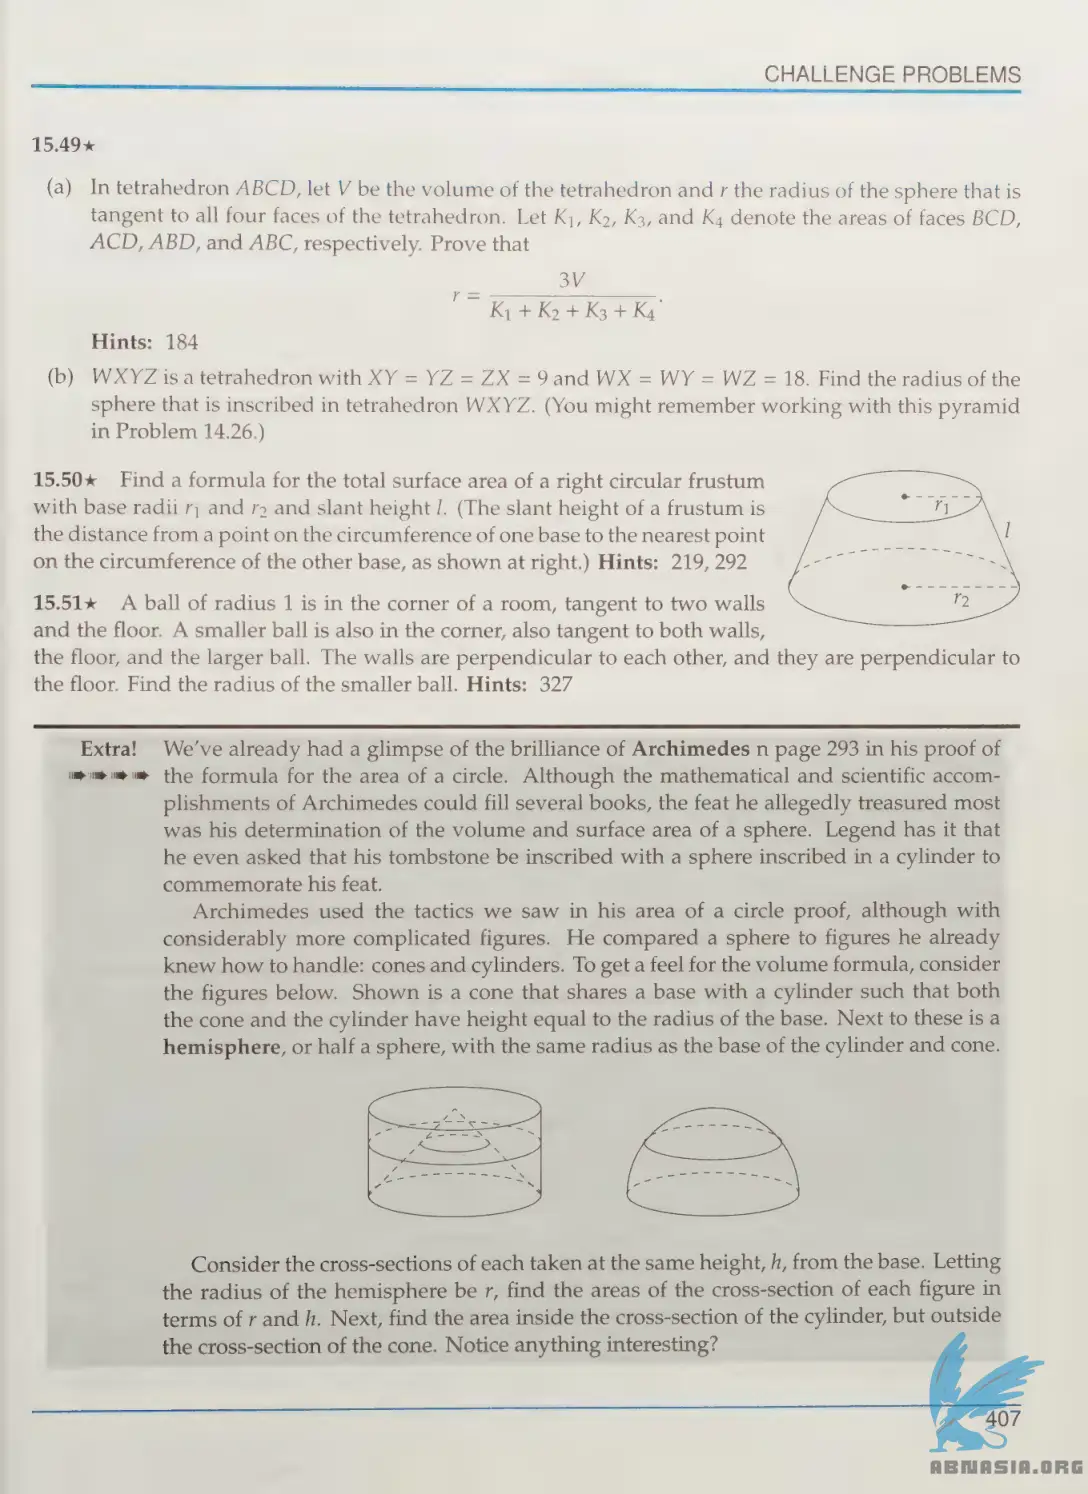 CHALLENGE PROBLEMS
15.49★
(a) In tetrahedron ABCD, let V be the volume of the tetrahedron and r the radius of the sphere that is
tangent to all four faces of the tetrahedron. Let K₁, K₂, K₃, and K₄ denote the areas of faces BCD,
ACD, ABD, and ABC, respectively. Prove that
r = 3V / (K₁ + K₂ + K₃ + K₄).
Hints: 184
(b) WXYZ is a tetrahedron with XY = YZ = ZX = 9 and WX = WY = WZ = 18. Find the radius of the
sphere that is inscribed in tetrahedron WXYZ. (You might remember working with this pyramid
in Problem 14.26.)
15.50★ Find a formula for the total surface area of a right circular frustum
with base radii r₁ and r₂ and slant height l. (The slant height of a frustum is
the distance from a point on the circumference of one base to the nearest point
on the circumference of the other base, as shown at right.) Hints: 219, 292
r₁
l
r₂
15.51★ A ball of radius 1 is in the corner of a room, tangent to two walls
and the floor. A smaller ball is also in the corner, also tangent to both walls,
the floor, and the larger ball. The walls are perpendicular to each other, and they are perpendicular to
the floor. Find the radius of the smaller ball. Hints: 327
Extra! We've already had a glimpse of the brilliance of Archimedes n page 293 in his proof of
the formula for the area of a circle. Although the mathematical and scientific accom-
plishments of Archimedes could fill several books, the feat he allegedly treasured most
was his determination of the volume and surface area of a sphere. Legend has it that
he even asked that his tombstone be inscribed with a sphere inscribed in a cylinder to
commemorate his feat.
Archimedes used the tactics we saw in his area of a circle proof, although with
considerably more complicated figures. He compared a sphere to figures he already
knew how to handle: cones and cylinders. To get a feel for the volume formula, consider
the figures below. Shown is a cone that shares a base with a cylinder such that both
the cone and the cylinder have height equal to the radius of the base. Next to these is a
hemisphere, or half a sphere, with the same radius as the base of the cylinder and cone.
Consider the cross-sections of each taken at the same height, h, from the base. Letting
the radius of the hemisphere be r, find the areas of the cross-section of each figure in
terms of r and h. Next, find the area inside the cross-section of the cylinder, but outside
the cross-section of the cone. Notice anything interesting?
407
ABNASIA.ORG